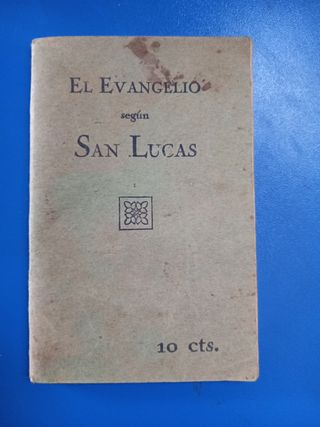 El Evangelio
según
San Lucas
10 cts.